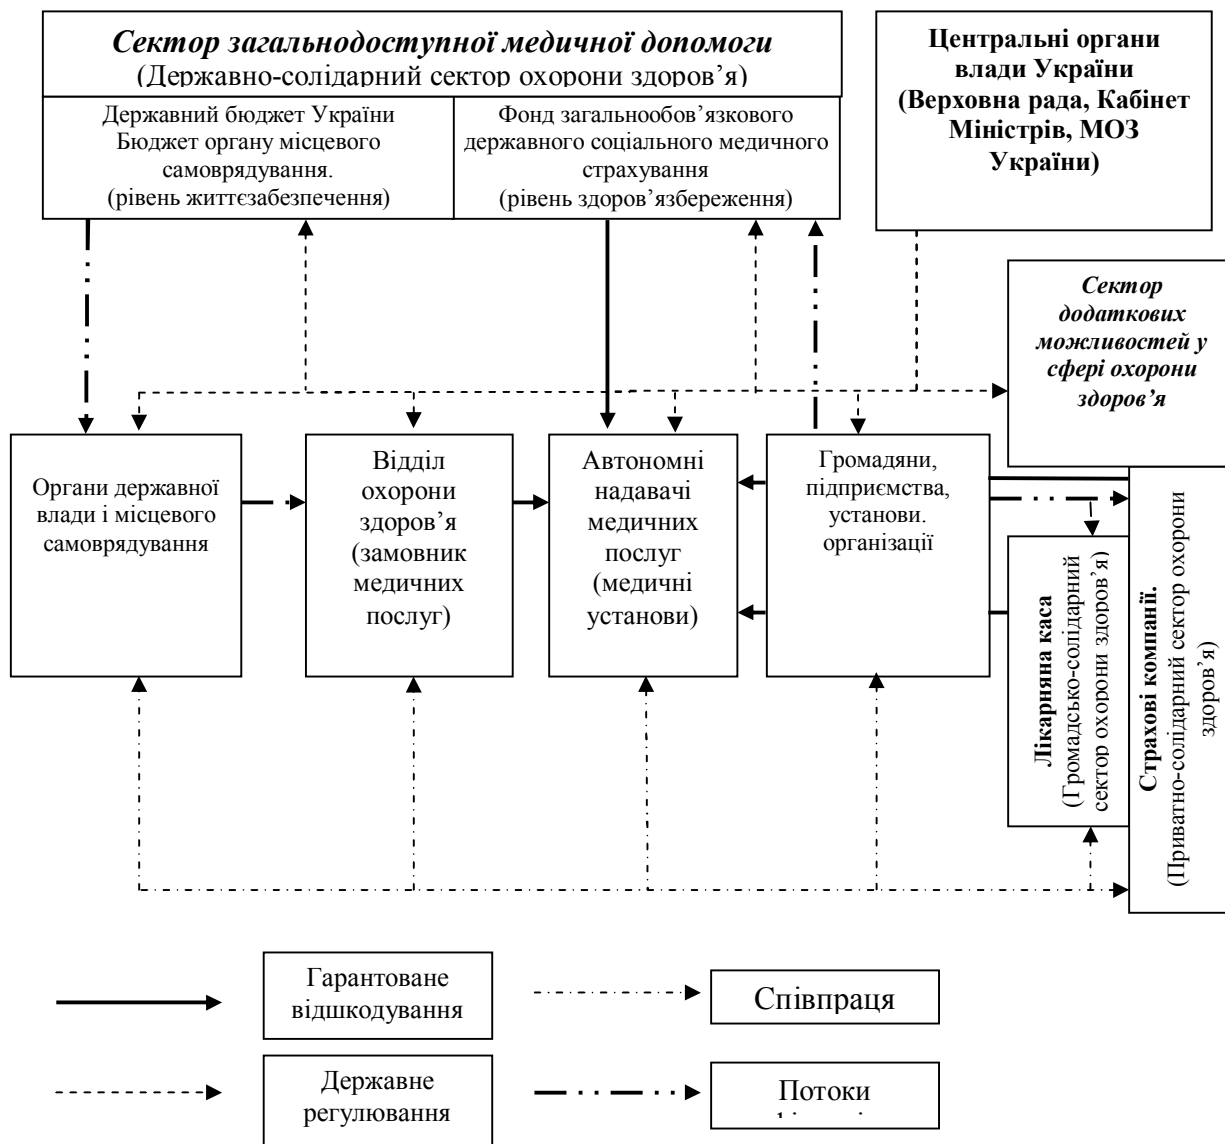 Сектор загальнодоступної медичної допомоги
(Державно-солідарний сектор охорони здоров’я)
Державний бюджет України
Бюджет органу місцевого
самоврядування.
(рівень життєзабезпечення)
Фонд загальнообов’язкового
державного соціального медичного
страхування
(рівень здоров’язбереження)
Центральні органи
влади України
(Верховна рада, Кабінет
Міністрів, МОЗ
України)
Сектор
додаткових
можливостей у
сфері охорони
здоров’я
Органи державної
влади і місцевого
самоврядування
Відділ
охорони
здоров’я
(замовник
медичних
послуг)
Автономні
надавачі
медичних
послуг
(медичні
установи)
Громадяни,
підприємства,
установи.
організації
Лікарняна каса
(Громадсько-солідарний
сектор охорони здоров’я)
Страхові компанії.
(Приватно-солідарний сектор охорони
здоров’я)
Гарантоване
відшкодування
Співпраця
Державне
регулювання
Потоки